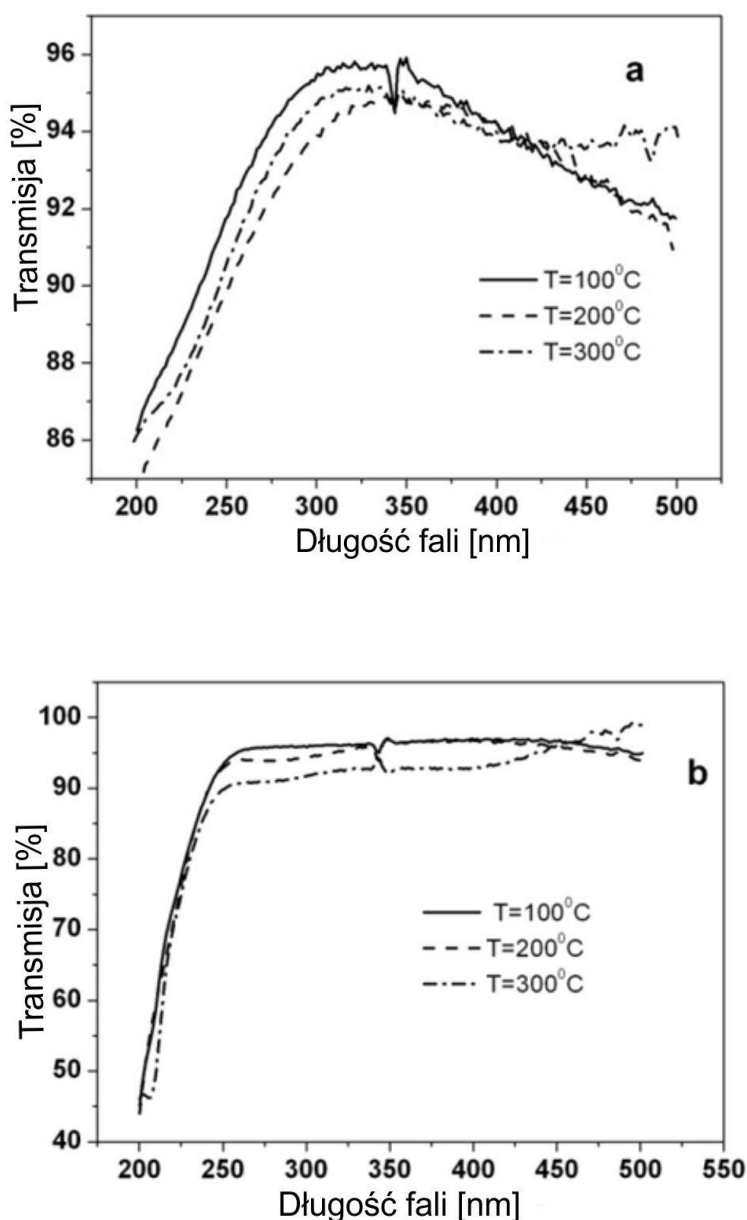 96
94
92
90
88
86
Transmisja [%]
a
T=100⁰C
T=200⁰C
T=300⁰C
200 250 300 350 400 450 500
Długość fali [nm]
100
90
80
70
60
50
40
Transmisja [%]
b
T=100⁰C
T=200⁰C
T=300⁰C
200 250 300 350 400 450 500 550
Długość fali [nm]